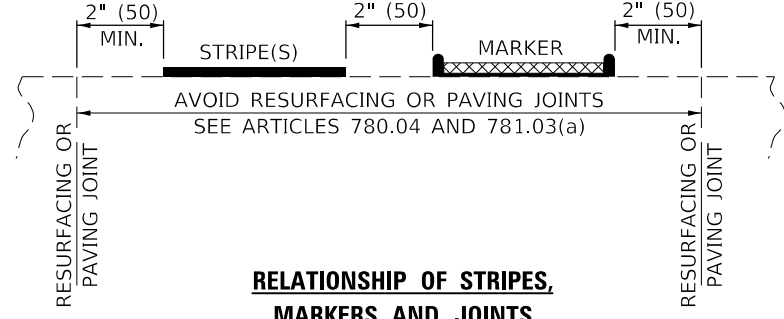 2" (50)
MIN.
STRIPE(S)
2" (50)
MARKER
2" (50)
MIN.
AVOID RESURFACING OR PAVING JOINTS
SEE ARTICLES 780.04 AND 781.03(a)
RESURFACING OR
PAVING JOINT
RESURFACING OR
PAVING JOINT
RELATIONSHIP OF STRIPES,
MARKERS AND JOINTS